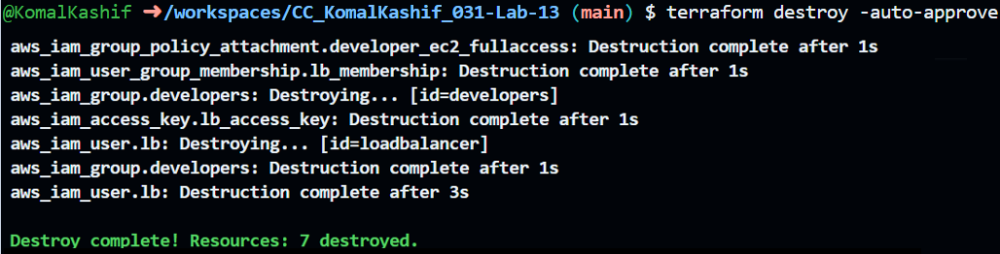 @KomalKashif ➜/workspaces/CC_KomalKashif_031-Lab-13 (main) $ terraform destroy -auto-approve
aws_iam_group_policy_attachment.developer_ec2_fullaccess: Destruction complete after 1s
aws_iam_user_group_membership.lb_membership: Destruction complete after 1s
aws_iam_group.developers: Destroying... [id=developers]
aws_iam_access_key.lb_access_key: Destruction complete after 1s
aws_iam_user.lb: Destroying... [id=loadbalancer]
aws_iam_group.developers: Destruction complete after 1s
aws_iam_user.lb: Destruction complete after 3s
Destroy complete! Resources: 7 destroyed.